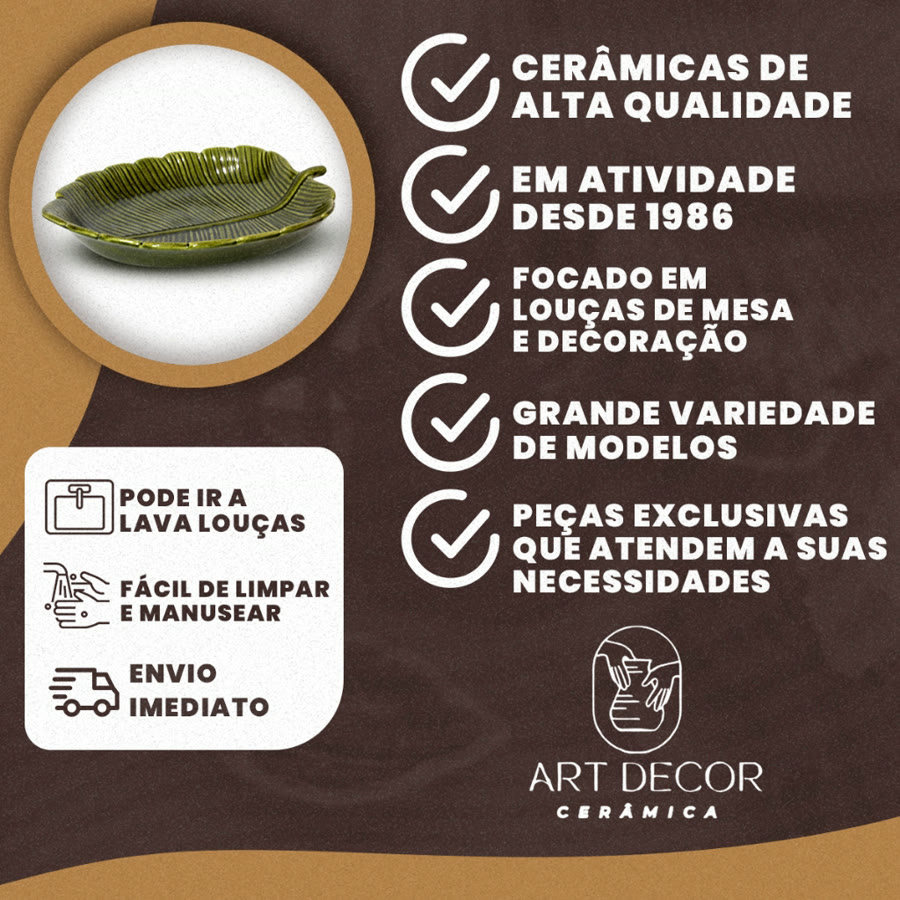 CERÂMICAS DE
ALTA QUALIDADE
EM ATIVIDADE
DESDE 1986
FOCADO EM
LOUÇAS DE MESA
E DECORAÇÃO
GRANDE VARIEDADE
DE MODELOS
PEÇAS EXCLUSIVAS
QUE ATENDEM A SUAS
NECESSIDADES
PODE IR A
LAVA LOUÇAS
FÁCIL DE LIMPAR
E MANUSEAR
ENVIO
IMEDIATO
ART DECOR
CERÂMICA